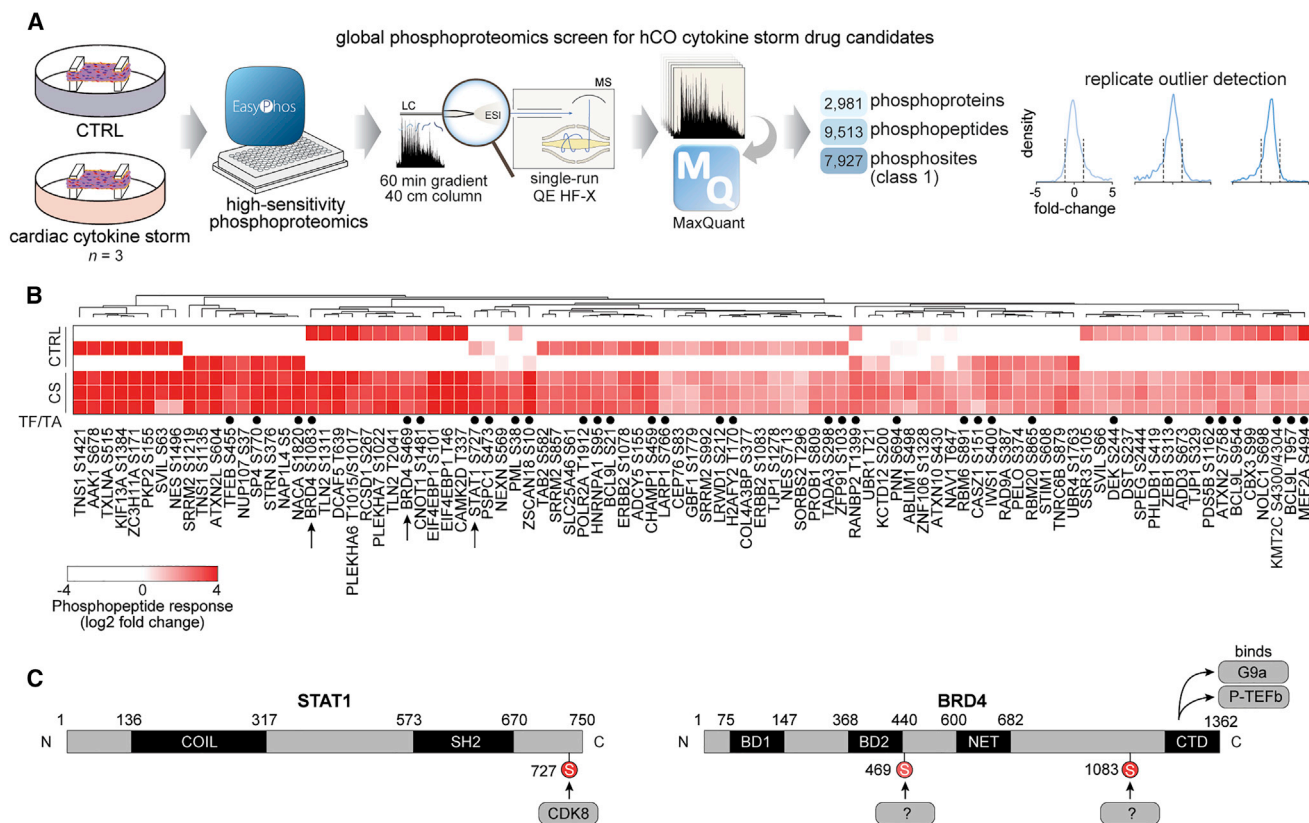 A
global phosphoproteomics screen for hCO cytokine storm drug candidates
CTRL
cardiac cytokine storm
n = 3
EasyPhos
high-sensitivity
phosphoproteomics
LC
ESI
MS
60 min gradient
40 cm column
single-run
QE HF-X
MQ
MaxQuant
2,981 phosphoproteins
9,513 phosphopeptides
7,927 phosphosites
(class 1)
replicate outlier detection
density
-5 0 5
fold-change
B
CTRL
CS
TF/TA
TNS1 S1421
AAK1 S678
TXLNA S515
KIF13A S1384
ZC3H11A S171
PKP2 S155
SVIL S63
NES S1496
SRRM2 S1219
TNS1 S1135
ATXN2L S604
TFEB S455
NUP107 S37
SP4 S770
STRN S376
NAP1L4 S5
NACA S1820
BRD4 S1083
TLN2 S1311
DCAF5 T639
PLEKHA6 T1015/S1017
RCSD1 S267
PLEKHA7 T589
TLN2 T2041
BRD4 S469
CNOT2 S481
EIF4EBP1 S101
EIF4EBP1 T46
CAMK2D T337
STAT1 S727
PSPC1 S473
NEXN S569
PML S38
ZSCAN18 S10
TAB2 S582
SRRM2 S857
SLC25A46 S61
POLR2A T1912
HNRNPA1 S95
BCL9L S21
ERBB2 S1078
ADCY5 S155
CHAMP1 S459
LARP1 S766
CEP76 S83
GBF1 S1779
SRRM2 S992
LRWD1 S212
H2AFY2 T170
COL4A3BP S377
ERBB2 S1083
TJP1 S1278
NES S713
SORBS2 T296
PROB1 S809
TADA3 S298
ZFP91 S103
RANBP2 T1396
UBR1 T21
KCTD12 S200
PNN S694
ABLIM1 S498
ZNF106 S1328
ATXN10 S430
NAV1 T647
RBM6 S891
CASZ1 S151
IWS1 S400
RAD9A S387
PELO S374
RBM20 S865
STIM1 S608
TNRC6B S879
UBR4 S1763
SSR3 S105
SVIL S66
DEK S244
DST S237
SPEG S2444
PHLDB1 S419
ZEB1 S313
ADD3 S673
TJP1 S329
PDS5B S1162
ATXN2 S758
BCL9L S954
CBX3 S99
NOLC1 S698
KMT2C S4300/4304
BCL9L S947
MEF2A S494
-4 0 4
Phosphopeptide response
(log2 fold change)
C
STAT1
1 136 317 573 670 750
N COIL SH2 C
727 S
CDK8
BRD4
1 75 147 368 440 600 682 1362
N BD1 BD2 NET CTD C
469 S 1083 S
? ?
binds
G9a
P-TEFb